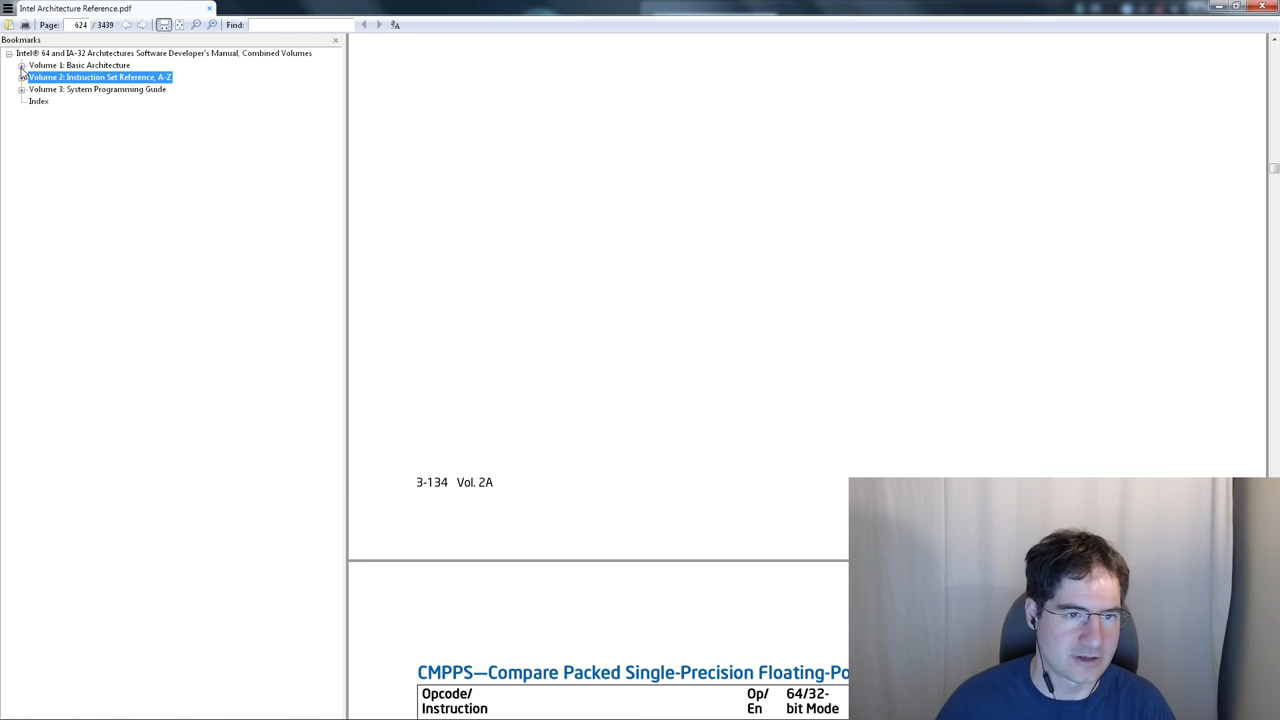 Intel Architecture Reference.pdf
Page: 624 / 3439 Find:
Bookmarks
Intel® 64 and IA-32 Architectures Software Developer's Manual, Combined Volumes
Volume 1: Basic Architecture
Volume 2: Instruction Set Reference, A-Z
Volume 3: System Programming Guide
Index
3-134 Vol. 2A
CMPPS—Compare Packed Single-Precision Floating-Po
Opcode/ Op/ 64/32-
Instruction En bit Mode